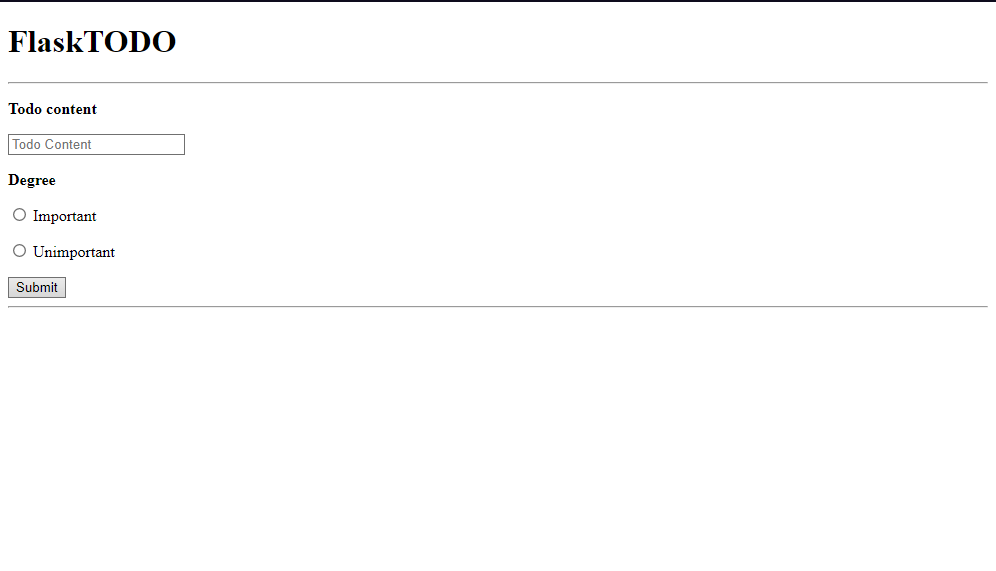 FlaskTODO
Todo content
Todo Content
Degree
Important
Unimportant
Submit